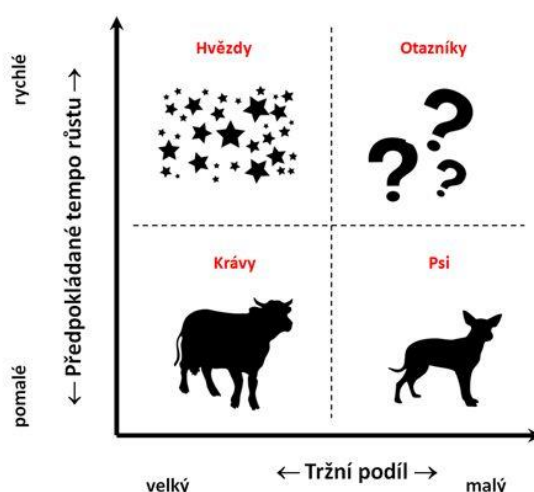 Hvězdy
Otazníky
Krávy
Psi
rychlé
← Předpokládané tempo růstu →
pomalé
velký
← Tržní podíl →
malý